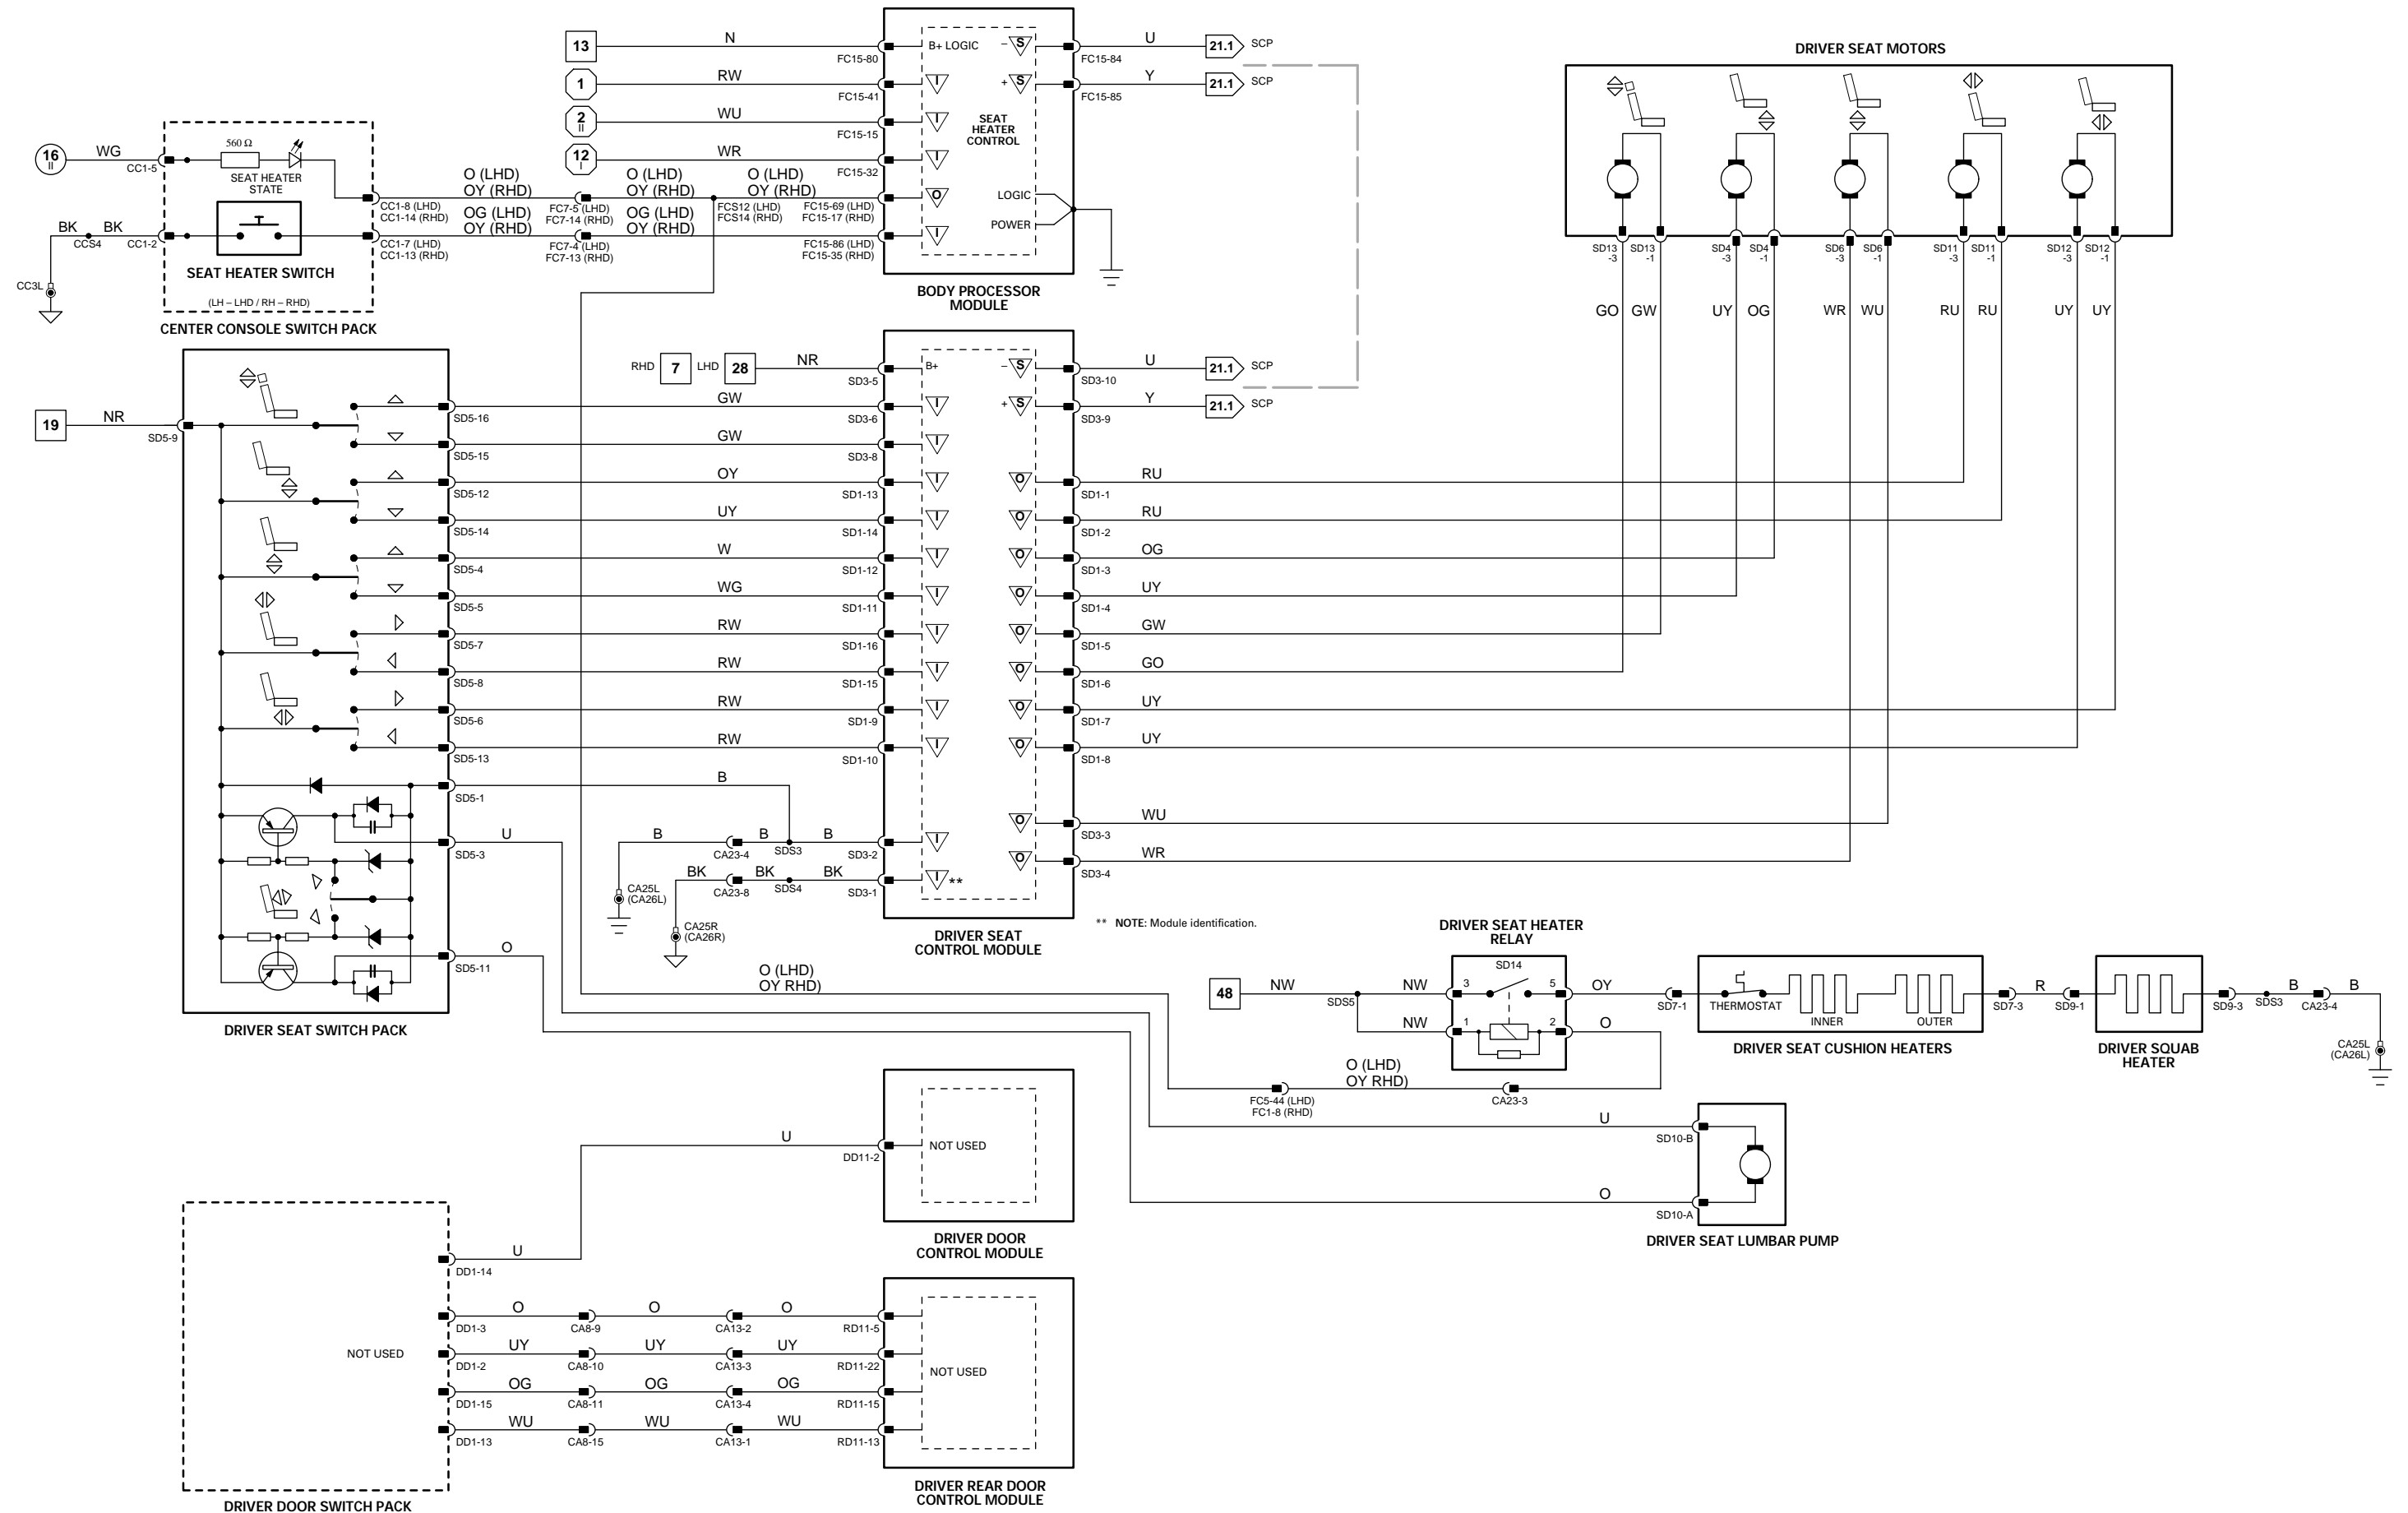 13
N
FC15-80
B+ LOGIC
– S
FC15-84
U
21.1
SCP
1
RW
FC15-41
I
+ S
FC15-85
Y
21.1
SCP
2
II
WU
FC15-15
I
SEAT
HEATER
CONTROL
12
I
WR
FC15-32
I
16
II
WG
CC1-5
560 Ω
SEAT HEATER
STATE
CC1-8 (LHD)
CC1-14 (RHD)
O (LHD)
OY (RHD)
FC7-5 (LHD)
FC7-14 (RHD)
O (LHD)
OY (RHD)
FCS12 (LHD)
FCS14 (RHD)
O (LHD)
OY (RHD)
FC15-69 (LHD)
FC15-17 (RHD)
O
LOGIC
POWER
BK
CCS4
BK
CC1-2
CC3L
CC1-7 (LHD)
CC1-13 (RHD)
OG (LHD)
OY (RHD)
FC7-4 (LHD)
FC7-13 (RHD)
OG (LHD)
OY (RHD)
FC15-86 (LHD)
FC15-35 (RHD)
I
SEAT HEATER SWITCH
(LH – LHD / RH – RHD)
CENTER CONSOLE SWITCH PACK
BODY PROCESSOR
MODULE
DRIVER SEAT MOTORS
SD13
-3
SD13
-1
SD4
-3
SD4
-1
SD6
-3
SD6
-1
SD11
-3
SD11
-1
SD12
-3
SD12
-1
GO
GW
UY
OG
WR
WU
RU
RU
UY
UY
RHD
7
LHD
28
NR
SD3-5
B+
– S
SD3-10
U
21.1
SCP
19
NR
SD5-9
SD5-16
GW
SD3-6
I
+ S
SD3-9
Y
21.1
SCP
SD5-15
GW
SD3-8
I
SD5-12
OY
SD1-13
I
O
SD1-1
RU
SD5-14
UY
SD1-14
I
O
SD1-2
RU
SD5-4
W
SD1-12
I
O
SD1-3
OG
SD5-5
WG
SD1-11
I
O
SD1-4
UY
SD5-7
RW
SD1-16
I
O
SD1-5
GW
SD5-8
RW
SD1-15
I
O
SD1-6
GO
SD5-6
RW
SD1-9
I
O
SD1-7
UY
SD5-13
RW
SD1-10
I
O
SD1-8
UY
SD5-1
B
O
SD3-3
WU
SD5-3
U
B
CA23-4
B
SDS3
B
SD3-2
I
O
SD3-4
WR
BK
CA23-8
BK
SDS4
BK
SD3-1
I
**
CA25L
(CA26L)
CA25R
(CA26R)
SD5-11
O
DRIVER SEAT SWITCH PACK
DRIVER SEAT
CONTROL MODULE
** NOTE: Module identification.
O (LHD)
OY RHD)
DRIVER SEAT HEATER
RELAY
SD14
48
NW
SDS5
NW
3
5
OY
SD7-1
THERMOSTAT
INNER
OUTER
SD7-3
R
SD9-1
SD9-3
SDS3
B
CA23-4
B
NW
1
2
O
CA25L
(CA26L)
DRIVER SEAT CUSHION HEATERS
DRIVER SQUAB
HEATER
O (LHD)
OY RHD)
FC5-44 (LHD)
FC1-8 (RHD)
CA23-3
U
SD10-B
O
SD10-A
DRIVER SEAT LUMBAR PUMP
U
DD11-2
NOT USED
DRIVER DOOR
CONTROL MODULE
U
DD1-14
DD1-3
O
CA8-9
O
CA13-2
O
RD11-5
DD1-2
UY
CA8-10
UY
CA13-3
UY
RD11-22
DD1-15
OG
CA8-11
OG
CA13-4
OG
RD11-15
DD1-13
WU
CA8-15
WU
CA13-1
WU
RD11-13
NOT USED
NOT USED
DRIVER DOOR SWITCH PACK
DRIVER REAR DOOR
CONTROL MODULE